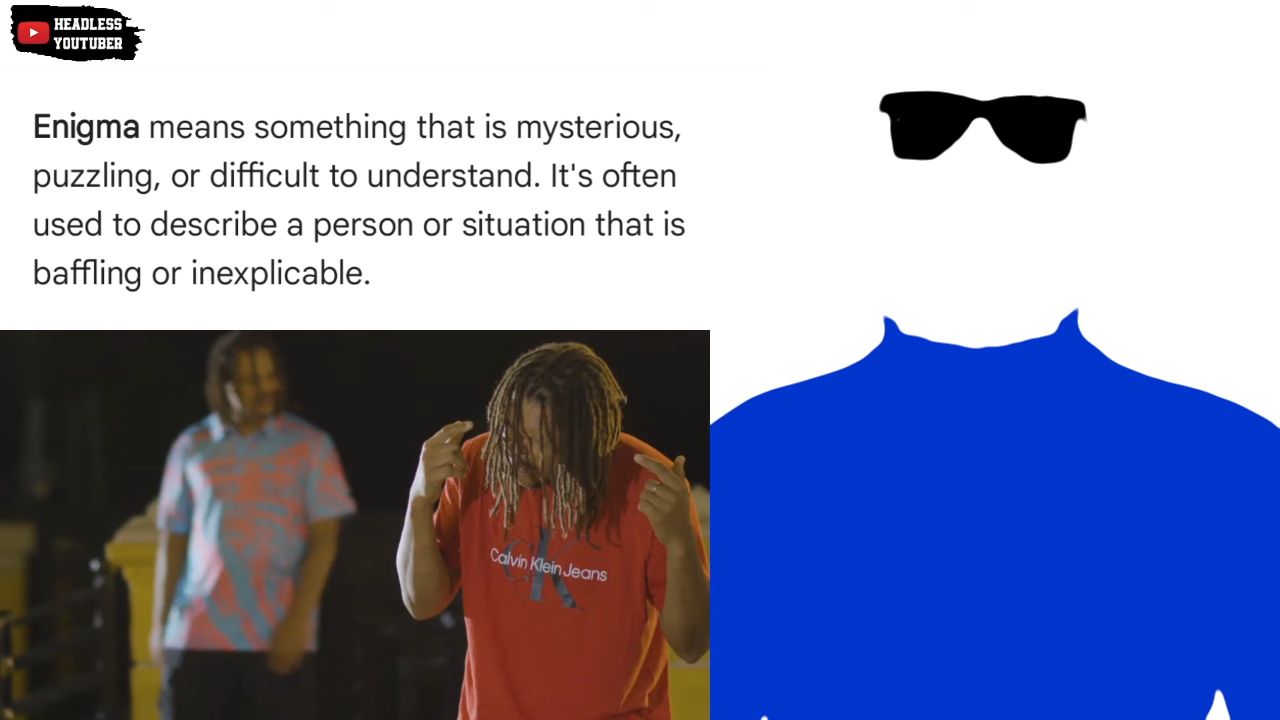 HEADLESS
YOUTUBER
Enigma means something that is mysterious,
puzzling, or difficult to understand. It's often
used to describe a person or situation that is
baffling or inexplicable.
CK
Calvin Klein Jeans